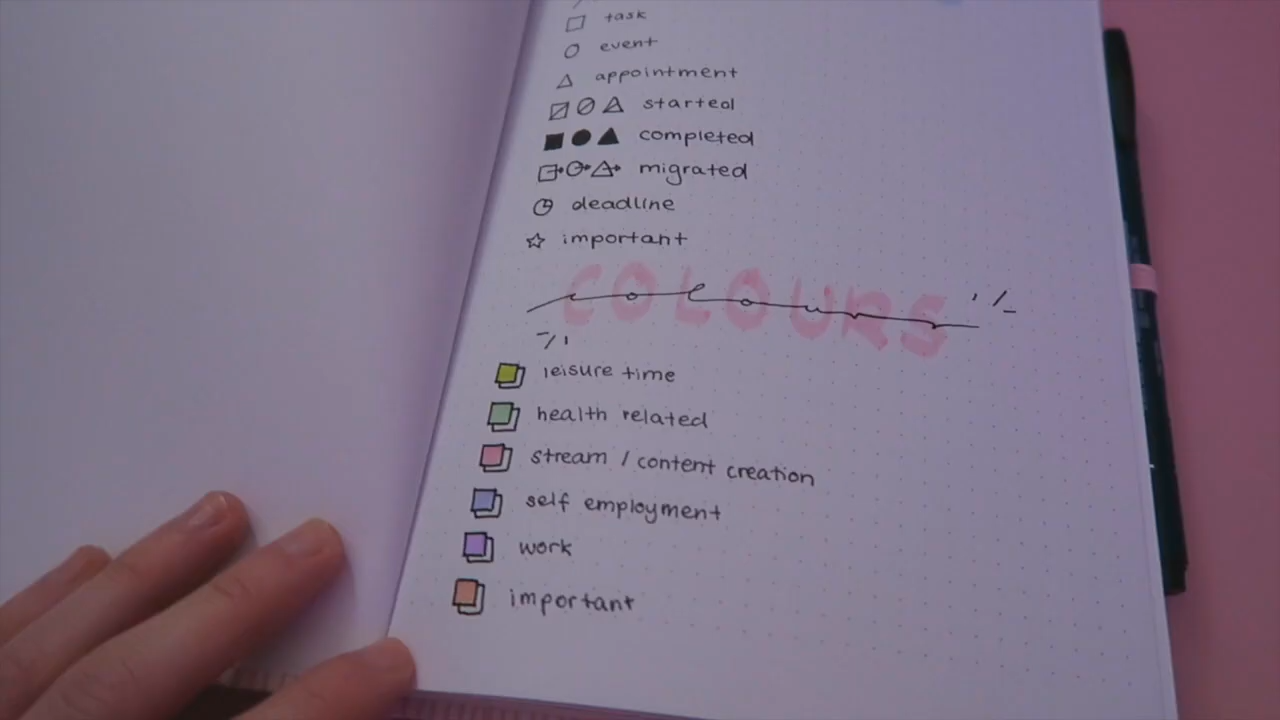 task
event
appointment
started
completed
migrated
deadline
important
COLOURS
colours
leisure time
health related
stream / content creation
self employment
work
important